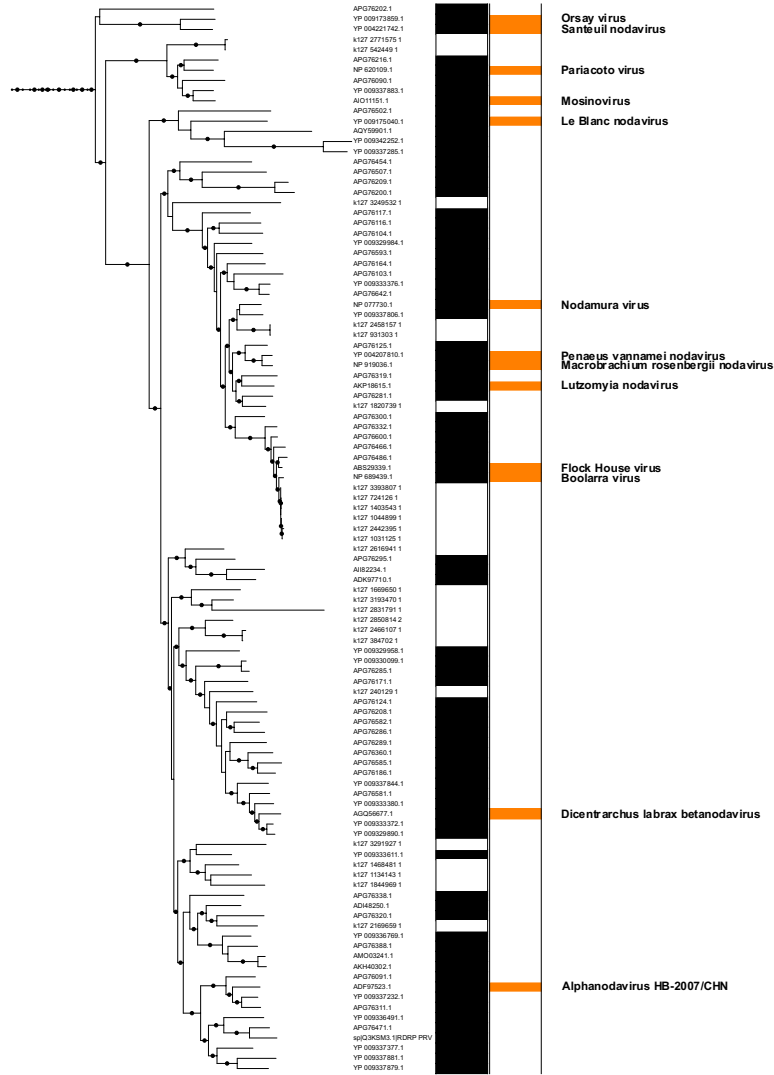 APG76202.1
YP 009173859.1 Orsay virus
YP 004221742.1 Santeuil nodavirus
k127 2771575 1
k127 542449 1
APG76216.1
NP 620109.1 Pariacoto virus
APG76090.1
YP 009337883.1
AIO11151.1 Mosinovirus
APG76502.1
YP 009175040.1 Le Blanc nodavirus
AQY59901.1
YP 009342252.1
YP 009337285.1
APG76454.1
APG76507.1
APG76209.1
APG76200.1
k127 3249532 1
APG76117.1
APG76116.1
APG76104.1
YP 009329984.1
APG76593.1
APG76164.1
APG76103.1
YP 009333376.1
APG76642.1
NP 077730.1 Nodamura virus
YP 009337806.1
k127 2458157 1
k127 931303 1
APG76125.1
YP 004207810.1 Penaeus vannamei nodavirus
NP 919036.1 Macrobrachium rosenbergii nodavirus
APG76319.1
AKP18615.1 Lutzomyia nodavirus
APG76281.1
k127 1820739 1
APG76300.1
APG76332.1
APG76600.1
APG76466.1
APG76486.1
ABS29339.1 Flock House virus
NP 689439.1 Boolarra virus
k127 3393807 1
k127 724126 1
k127 1403543 1
k127 1044899 1
k127 2442395 1
k127 1031125 1
k127 2616941 1
APG76295.1
AII82234.1
ADK97710.1
k127 1669650 1
k127 3193470 1
k127 2831791 1
k127 2850814 2
k127 2466107 1
k127 384702 1
YP 009329958.1
YP 009330099.1
APG76285.1
APG76171.1
k127 240129 1
APG76124.1
APG76208.1
APG76582.1
APG76286.1
APG76289.1
APG76360.1
APG76585.1
APG76186.1
YP 009337844.1
APG76581.1
YP 009333380.1
AGQ56677.1 Dicentrarchus labrax betanodavirus
YP 009333372.1
YP 009329890.1
k127 3291927 1
YP 009333611.1
k127 1468481 1
k127 1134143 1
k127 1844969 1
APG76338.1
ADI48250.1
APG76320.1
k127 2169659 1
YP 009336769.1
APG76388.1
AMO03241.1
AKH40302.1
APG76091.1
ADF97523.1 Alphanodavirus HB-2007/CHN
YP 009337232.1
APG76311.1
YP 009336491.1
APG76471.1
sp|Q3KSM3.1|RDRP PRV
YP 009337377.1
YP 009337881.1
YP 009337879.1